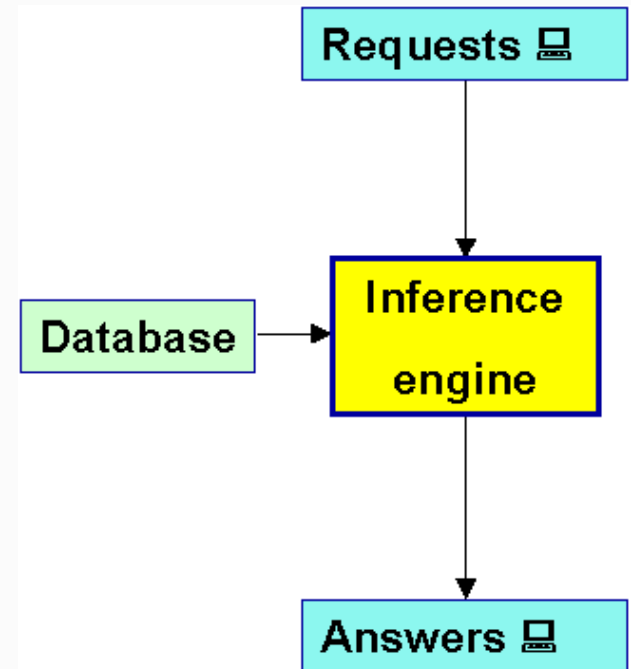 Requests 💻
Database
Inference
engine
Answers 💻